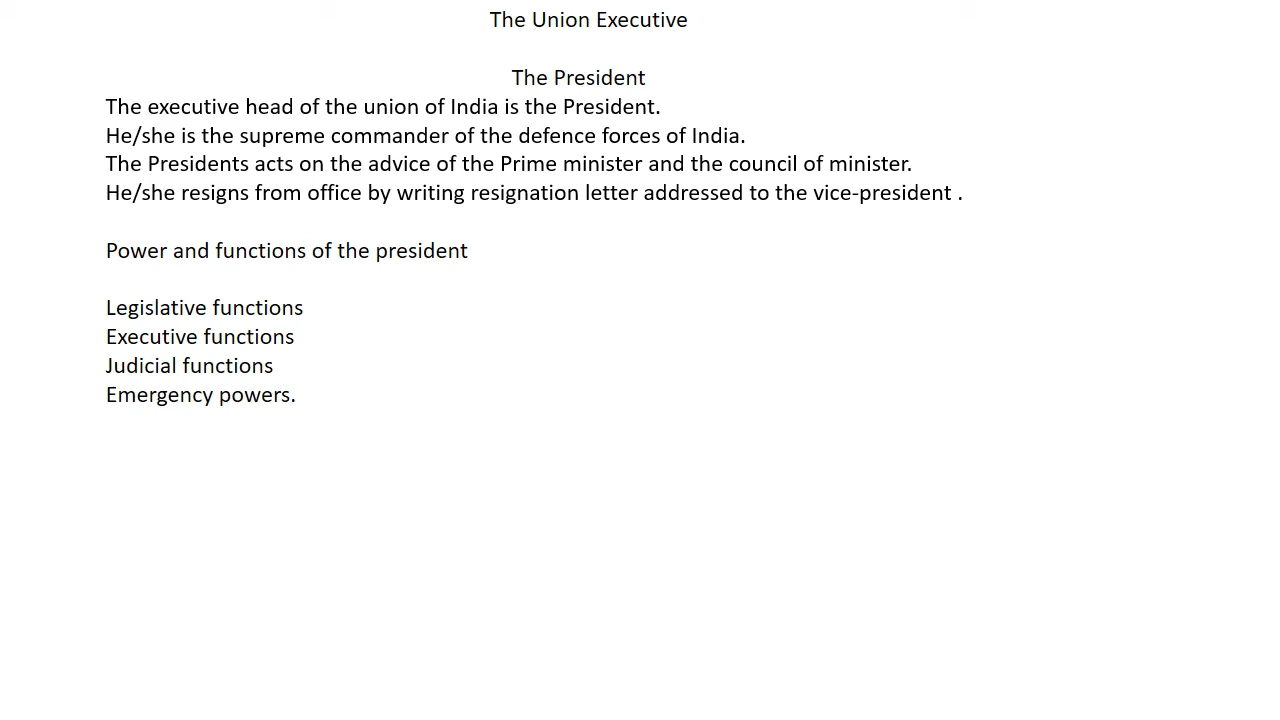 The Union Executive
The President
The executive head of the union of India is the President.
He/she is the supreme commander of the defence forces of India.
The Presidents acts on the advice of the Prime minister and the council of minister.
He/she resigns from office by writing resignation letter addressed to the vice-president .
Power and functions of the president
Legislative functions
Executive functions
Judicial functions
Emergency powers.